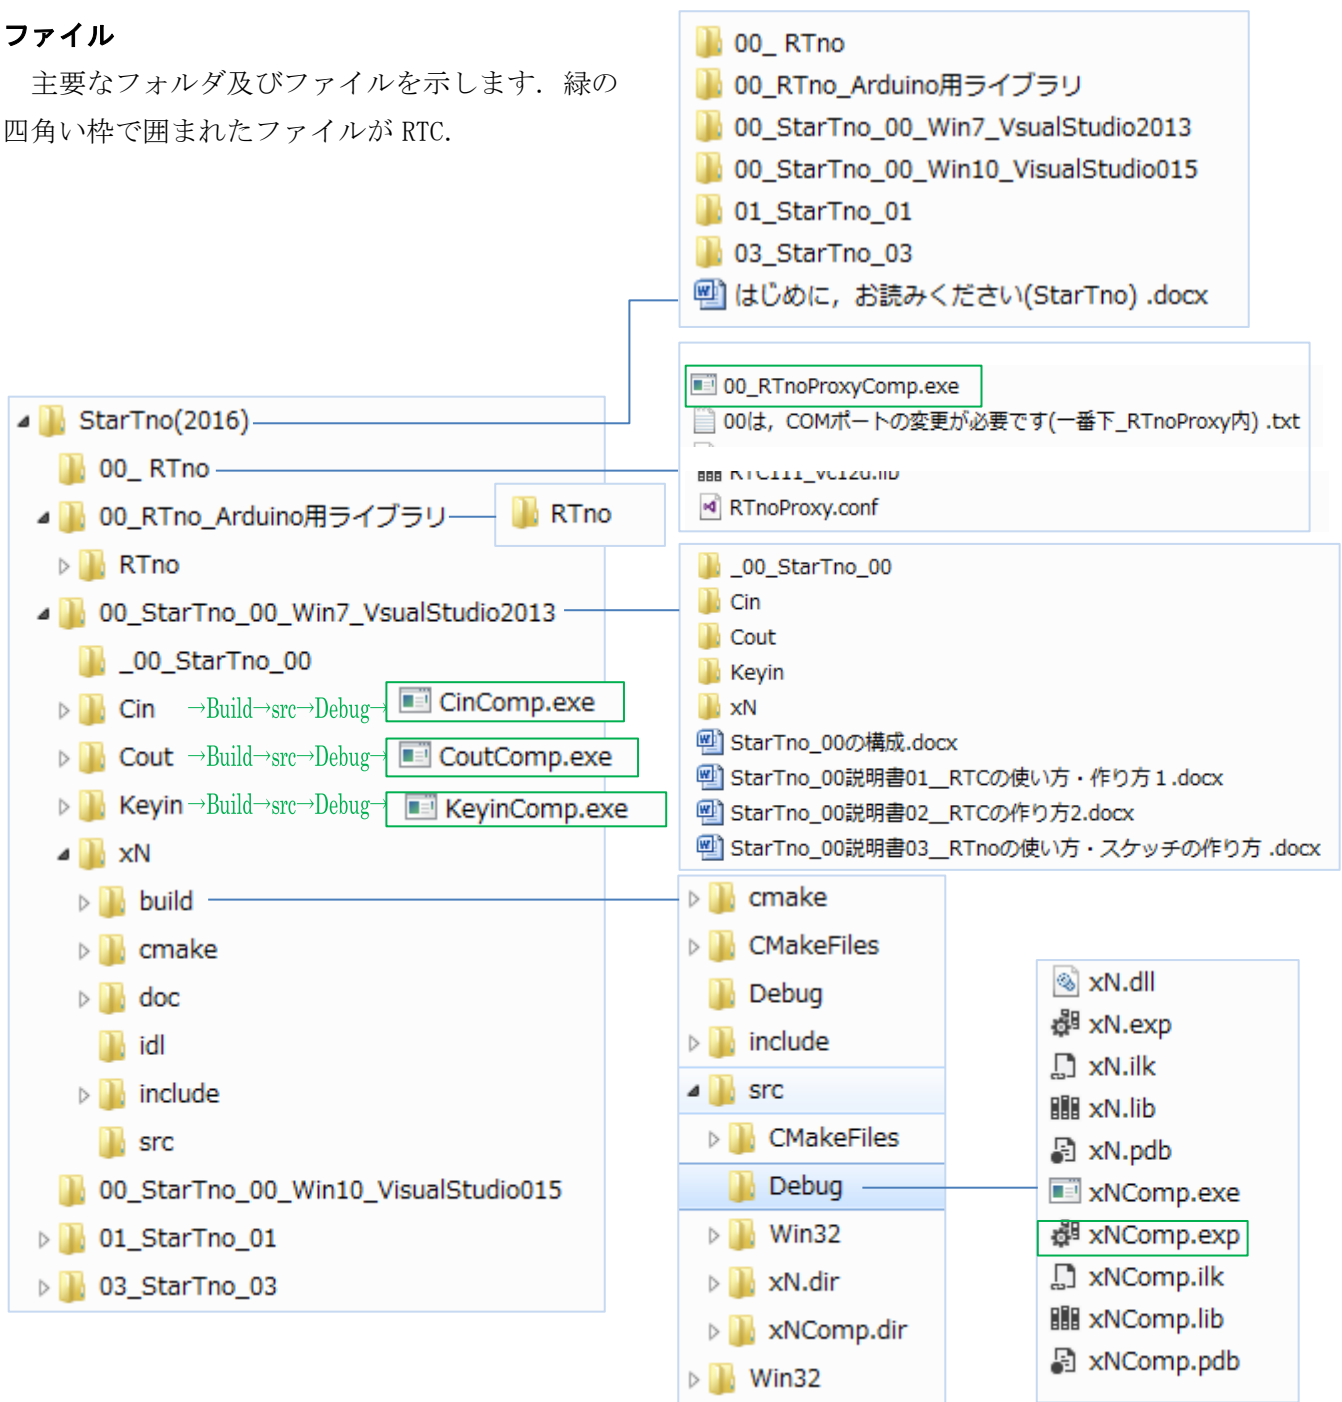 ファイル
主要なフォルダ及びファイルを示します．緑の
四角い枠で囲まれたファイルが RTC．
00_ RTno
00_RTno_Arduino用ライブラリ
00_StarTno_00_Win7_VsualStudio2013
00_StarTno_00_Win10_VisualStudio015
01_StarTno_01
03_StarTno_03
はじめに，お読みください(StarTno) .docx
00_RTnoProxyComp.exe
00は，COMポートの変更が必要です(一番下_RTnoProxy内) .txt
RTnoProxy.conf
StarTno(2016)
00_ RTno
00_RTno_Arduino用ライブラリ
RTno
RTno
00_StarTno_00_Win7_VsualStudio2013
_00_StarTno_00
Cin →Build→src→Debug→ CinComp.exe
Cout →Build→src→Debug→ CoutComp.exe
Keyin →Build→src→Debug→ KeyinComp.exe
xN
build
cmake
doc
idl
include
src
00_StarTno_00_Win10_VisualStudio015
01_StarTno_01
03_StarTno_03
_00_StarTno_00
Cin
Cout
Keyin
xN
StarTno_00の構成.docx
StarTno_00説明書01__RTCの使い方・作り方１.docx
StarTno_00説明書02__RTCの作り方2.docx
StarTno_00説明書03__RTnoの使い方・スケッチの作り方 .docx
cmake
CMakeFiles
Debug
include
src
CMakeFiles
Debug
Win32
xN.dir
xNComp.dir
Win32
xN.dll
xN.exp
xN.ilk
xN.lib
xN.pdb
xNComp.exe
xNComp.exp
xNComp.ilk
xNComp.lib
xNComp.pdb